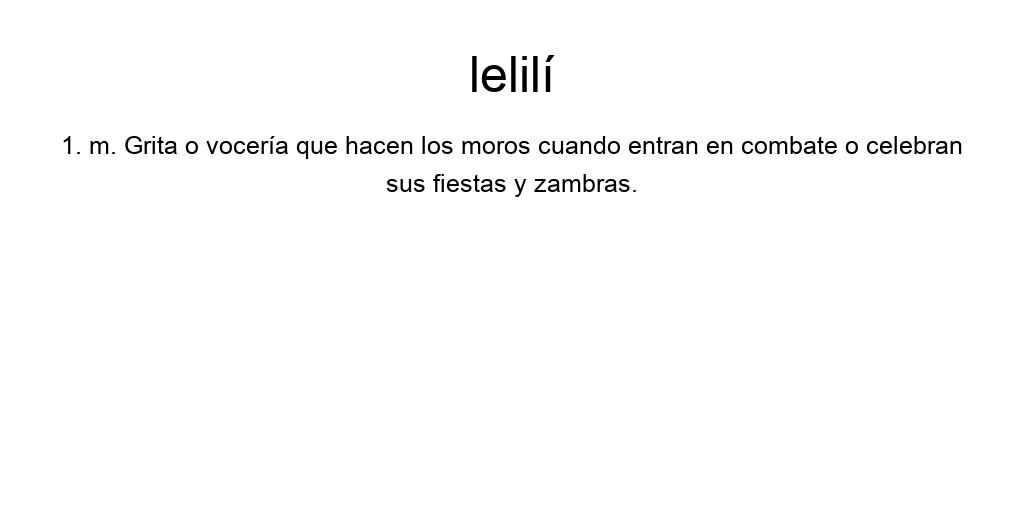 lelilí
1. m. Grita o vocería que hacen los moros cuando entran en combate o celebran
sus fiestas y zambras.